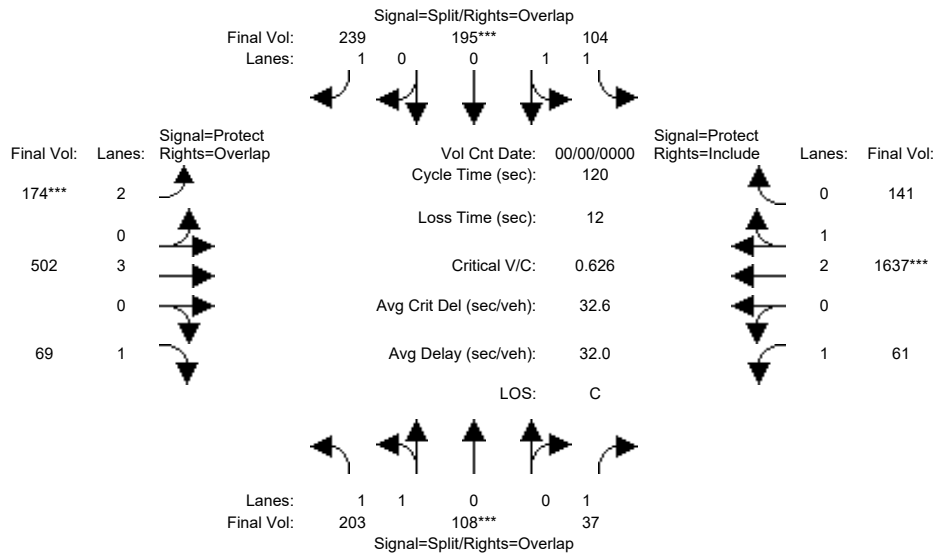 Signal=Split/Rights=Overlap
Final Vol: 239 195*** 104
Lanes: 1 0 0 1 1
Signal=Protect Signal=Protect
Final Vol: Lanes: Rights=Overlap Vol Cnt Date: 00/00/0000 Rights=Include Lanes: Final Vol:
Cycle Time (sec): 120
174*** 2 0 141
Loss Time (sec): 12
0 1
502 3 Critical V/C: 0.626 2 1637***
0 Avg Crit Del (sec/veh): 32.6 0
69 1 Avg Delay (sec/veh): 32.0 1 61
LOS: C
Lanes: 1 1 0 0 1
Final Vol: 203 108*** 37
Signal=Split/Rights=Overlap